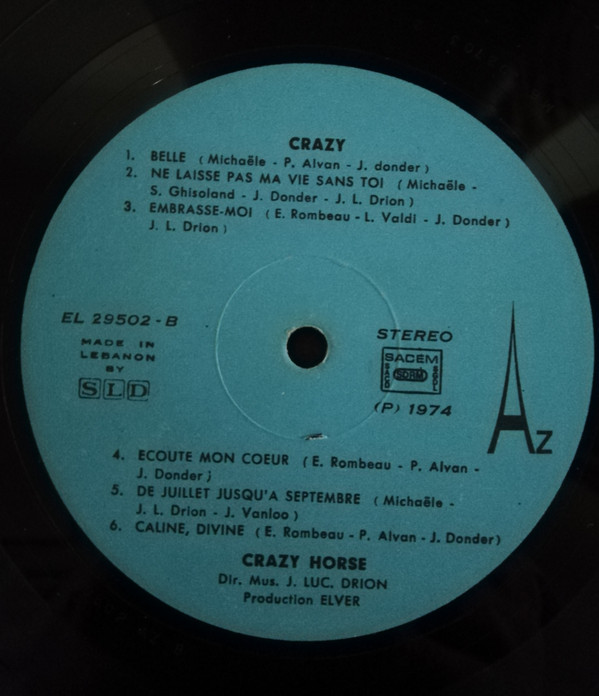 CRAZY
1. BELLE ( Michaële - P. Alvan - J. donder )
2. NE LAISSE PAS MA VIE SANS TOI ( Michaële -
S. Ghisoland - J. Donder - J. L. Drion )
3. EMBRASSE-MOI ( E. Rombeau - L. Valdi - J. Donder )
J. L. Drion )
EL 29502 - B
MADE IN
LEBANON
BY
SLD
STEREO
SACEM
SACD SDRM SGDL
(P) 1974
AZ
4. ECOUTE MON COEUR ( E. Rombeau - P. Alvan -
J. Donder )
5. DE JUILLET JUSQU'A SEPTEMBRE ( Michaële -
J. L. Drion - J. Vanloo )
6. CALINE, DIVINE ( E. Rombeau - P. Alvan - J. Donder)
CRAZY HORSE
Dir. Mus. J. LUC. DRION
Production ELVER